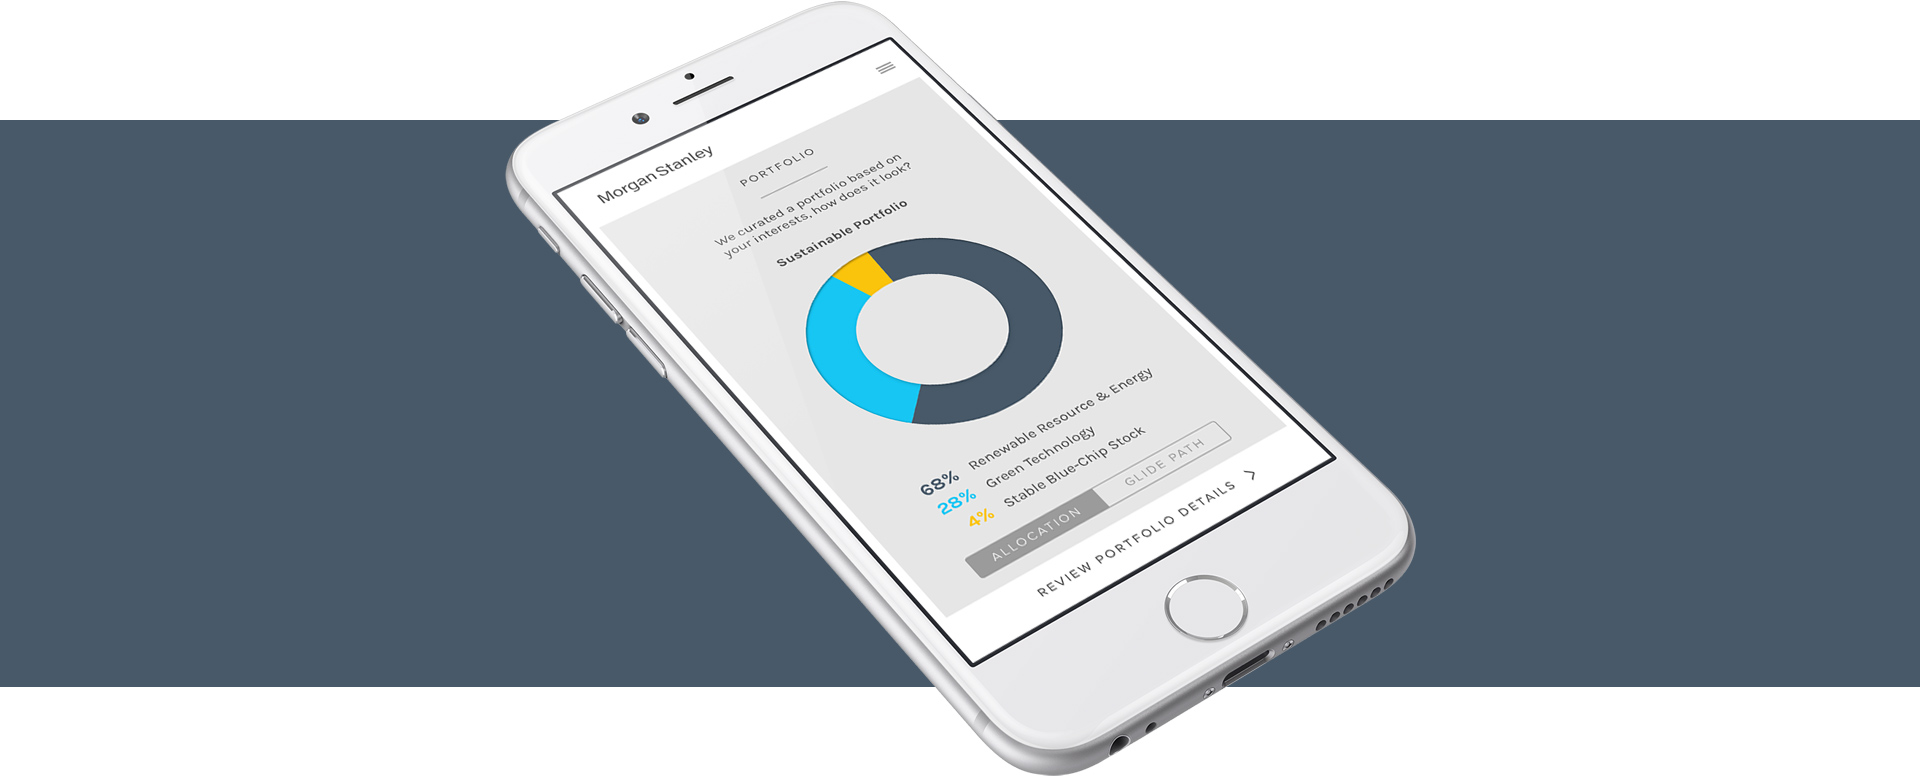 Morgan Stanley
PORTFOLIO
We curated a portfolio based on
your interests, how does it look?
Sustainable Portfolio
68% Renewable Resource & Energy
28% Green Technology
4% Stable Blue-Chip Stock
ALLOCATION GLIDE PATH
REVIEW PORTFOLIO DETAILS